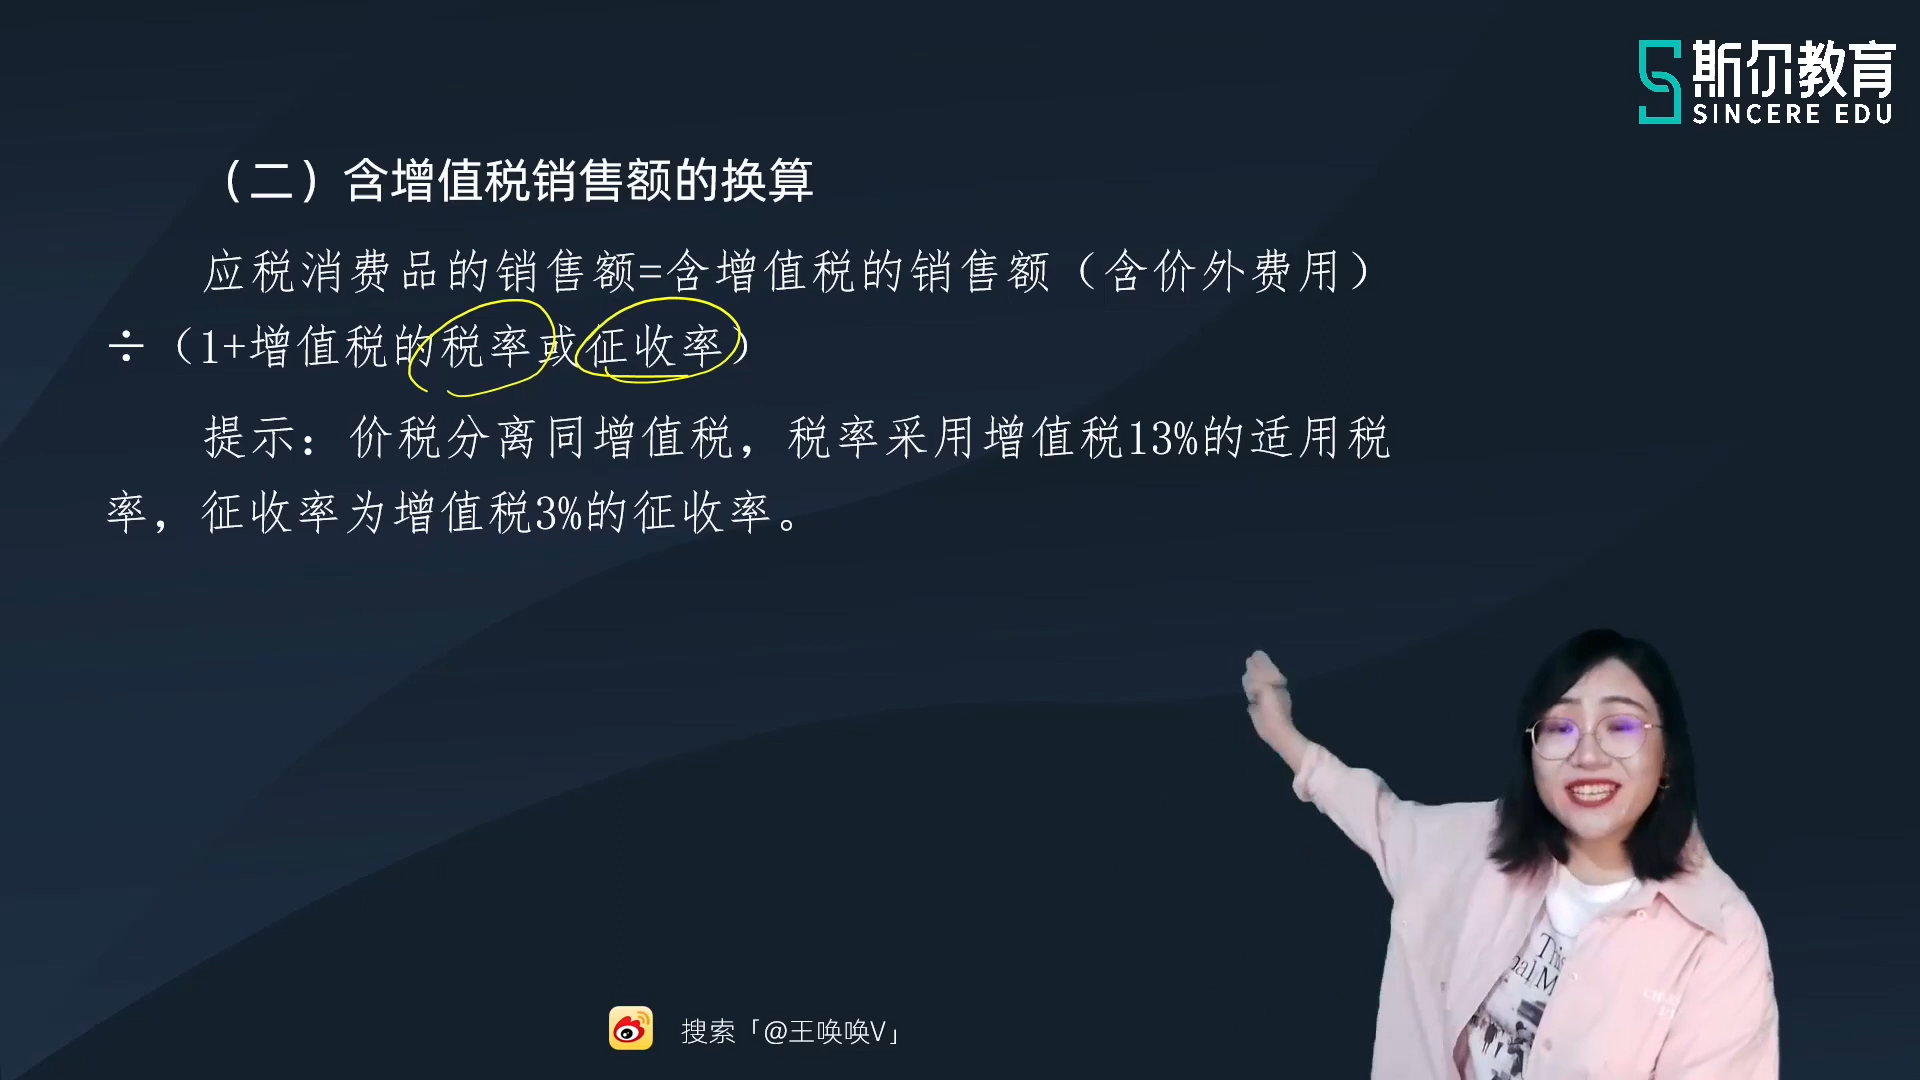 斯尔教育
SINCERE EDU
（二）含增值税销售额的换算
应税消费品的销售额=含增值税的销售额（含价外费用）
÷（1+增值税的税率或征收率）
提示：价税分离同增值税，税率采用增值税13%的适用税
率，征收率为增值税3%的征收率。
搜索「@王唤唤V」